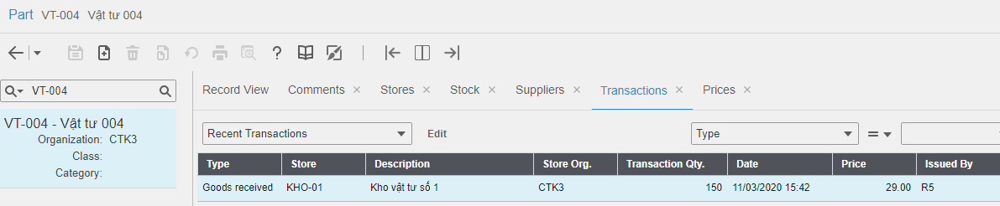 Part VT-004 Vật tư 004
VT-004
Record View Comments × Stores × Stock × Suppliers × Transactions × Prices ×
VT-004 - Vật tư 004
Organization: CTK3
Class:
Category:
Recent Transactions Edit Type =
Type Store Description Store Org. Transaction Qty. Date Price Issued By
Goods received KHO-01 Kho vật tư số 1 CTK3 150 11/03/2020 15:42 29.00 R5